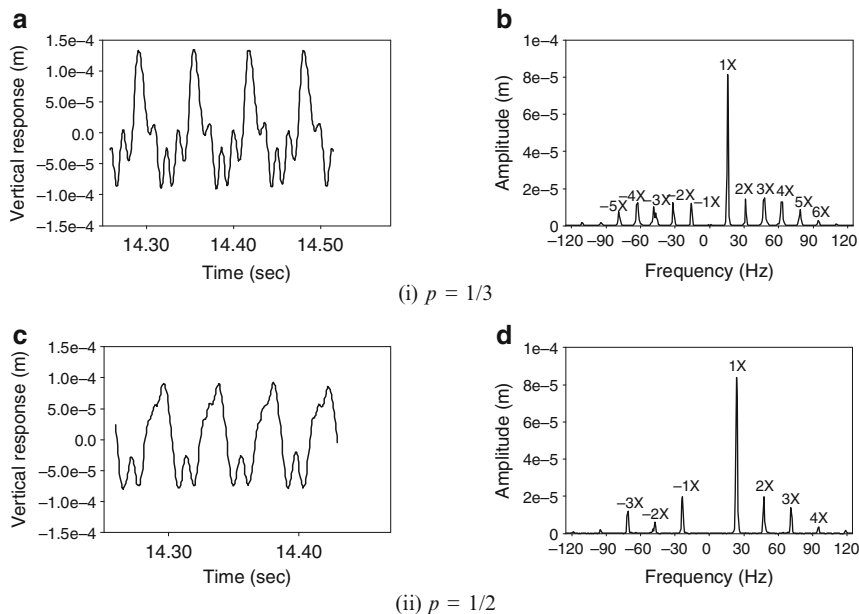 a
b
1.5e–4
1.0e–4
5.0e–5
0.0
–5.0e–5
–1.0e–4
–1.5e–4
Vertical response (m)
14.30
14.40
14.50
Time (sec)
1e–4
8e–5
6e–5
4e–5
2e–5
0
Amplitude (m)
–5X
–4X
–3X
–2X
–1X
1X
2X
3X
4X
5X
6X
–120
–90
–60
–30
0
30
60
90
120
Frequency (Hz)
(i) p = 1/3
c
d
1.5e–4
1.0e–4
5.0e–5
0.0
–5.0e–5
–1.0e–4
–1.5e–4
Vertical response (m)
14.30
14.40
Time (sec)
1e–4
8e–5
6e–5
4e–5
2e–5
0
Amplitude (m)
–3X
–2X
–1X
1X
2X
3X
4X
–120
–90
–60
–30
0
30
60
90
120
Frequency (Hz)
(ii) p = 1/2